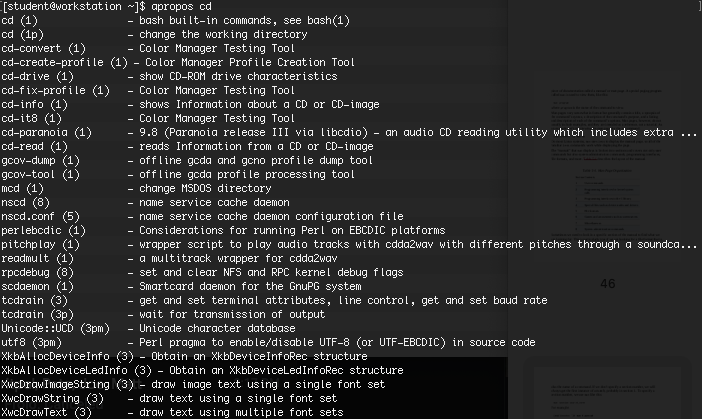 [student@workstation ~]$ apropos cd
cd (1) - bash built-in commands, see bash(1)
cd (1p) - change the working directory
cd-convert (1) - Color Manager Testing Tool
cd-create-profile (1) - Color Manager Profile Creation Tool
cd-drive (1) - show CD-ROM drive characteristics
cd-fix-profile (1) - Color Manager Testing Tool
cd-info (1) - shows Information about a CD or CD-image
cd-it8 (1) - Color Manager Testing Tool
cd-paranoia (1) - 9.8 (Paranoia release III via libcdio) - an audio CD reading utility which includes extra ...
cd-read (1) - reads Information from a CD or CD-image
gcov-dump (1) - offline gcda and gcno profile dump tool
gcov-tool (1) - offline gcda profile processing tool
mcd (1) - change MSDOS directory
nscd (8) - name service cache daemon
nscd.conf (5) - name service cache daemon configuration file
perlebcdic (1) - Considerations for running Perl on EBCDIC platforms
pitchplay (1) - wrapper script to play audio tracks with cdda2wav with different pitches through a soundca...
readmult (1) - a multitrack wrapper for cdda2wav
rpcdebug (8) - set and clear NFS and RPC kernel debug flags
scdaemon (1) - Smartcard daemon for the GnuPG system
tcdrain (3) - get and set terminal attributes, line control, get and set baud rate
tcdrain (3p) - wait for transmission of output
Unicode::UCD (3pm) - Unicode character database
utf8 (3pm) - Perl pragma to enable/disable UTF-8 (or UTF-EBCDIC) in source code
XkbAllocDeviceInfo (3) - Obtain an XkbDeviceInfoRec structure
XkbAllocDeviceLedInfo (3) - Obtain an XkbDeviceLedInfoRec structure
XwcDrawImageString (3) - draw image text using a single font set
XwcDrawString (3) - draw text using a single font set
XwcDrawText (3) - draw text using multiple font sets
46